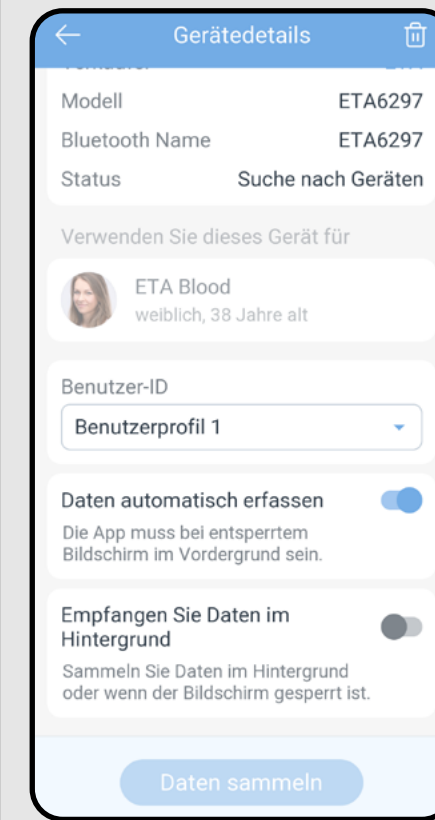 Gerätedetails
Modell ETA6297
Bluetooth Name ETA6297
Status Suche nach Geräten
Verwenden Sie dieses Gerät für
ETA Blood
weiblich, 38 Jahre alt
Benutzer-ID
Benutzerprofil 1
Daten automatisch erfassen
Die App muss bei entsperrtem
Bildschirm im Vordergrund sein.
Empfangen Sie Daten im
Hintergrund
Sammeln Sie Daten im Hintergrund
oder wenn der Bildschirm gesperrt ist.
Daten sammeln